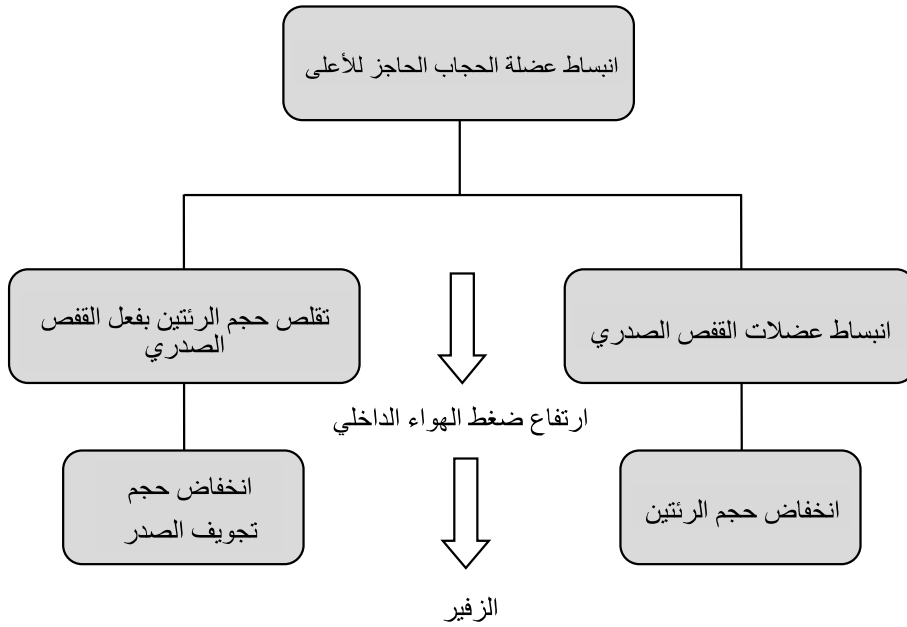 انبساط عضلة الحجاب الحاجز للأعلى
انبساط عضلات القفص الصدري
تقلص حجم الرئتين بفعل القفص
الصدري
ارتفاع ضغط الهواء الداخلي
انخفاض حجم الرئتين
انخفاض حجم
تجويف الصدر
الزفير